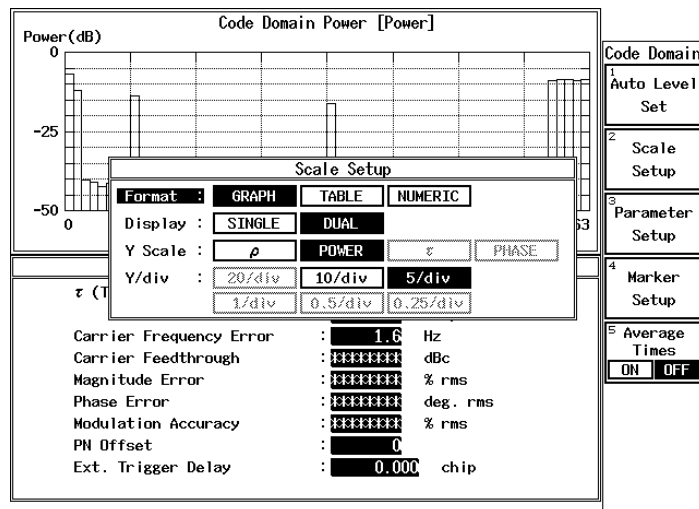 Code Domain Power [Power]
Power(dB)
0
-25
-50
0
63
Scale Setup
Format : GRAPH TABLE NUMERIC
Display : SINGLE DUAL
Y Scale : ρ POWER τ PHASE
Y/div : 20/div 10/div 5/div
1/div 0.5/div 0.25/div
τ (T
Carrier Frequency Error : 1.6 Hz
Carrier Feedthrough : ******** dBc
Magnitude Error : ******** % rms
Phase Error : ******** deg. rms
Modulation Accuracy : ******** % rms
PN Offset : 0
Ext. Trigger Delay : 0.000 chip
Code Domain
1
Auto Level
Set
2
Scale
Setup
3
Parameter
Setup
4
Marker
Setup
5 Average
Times
ON OFF